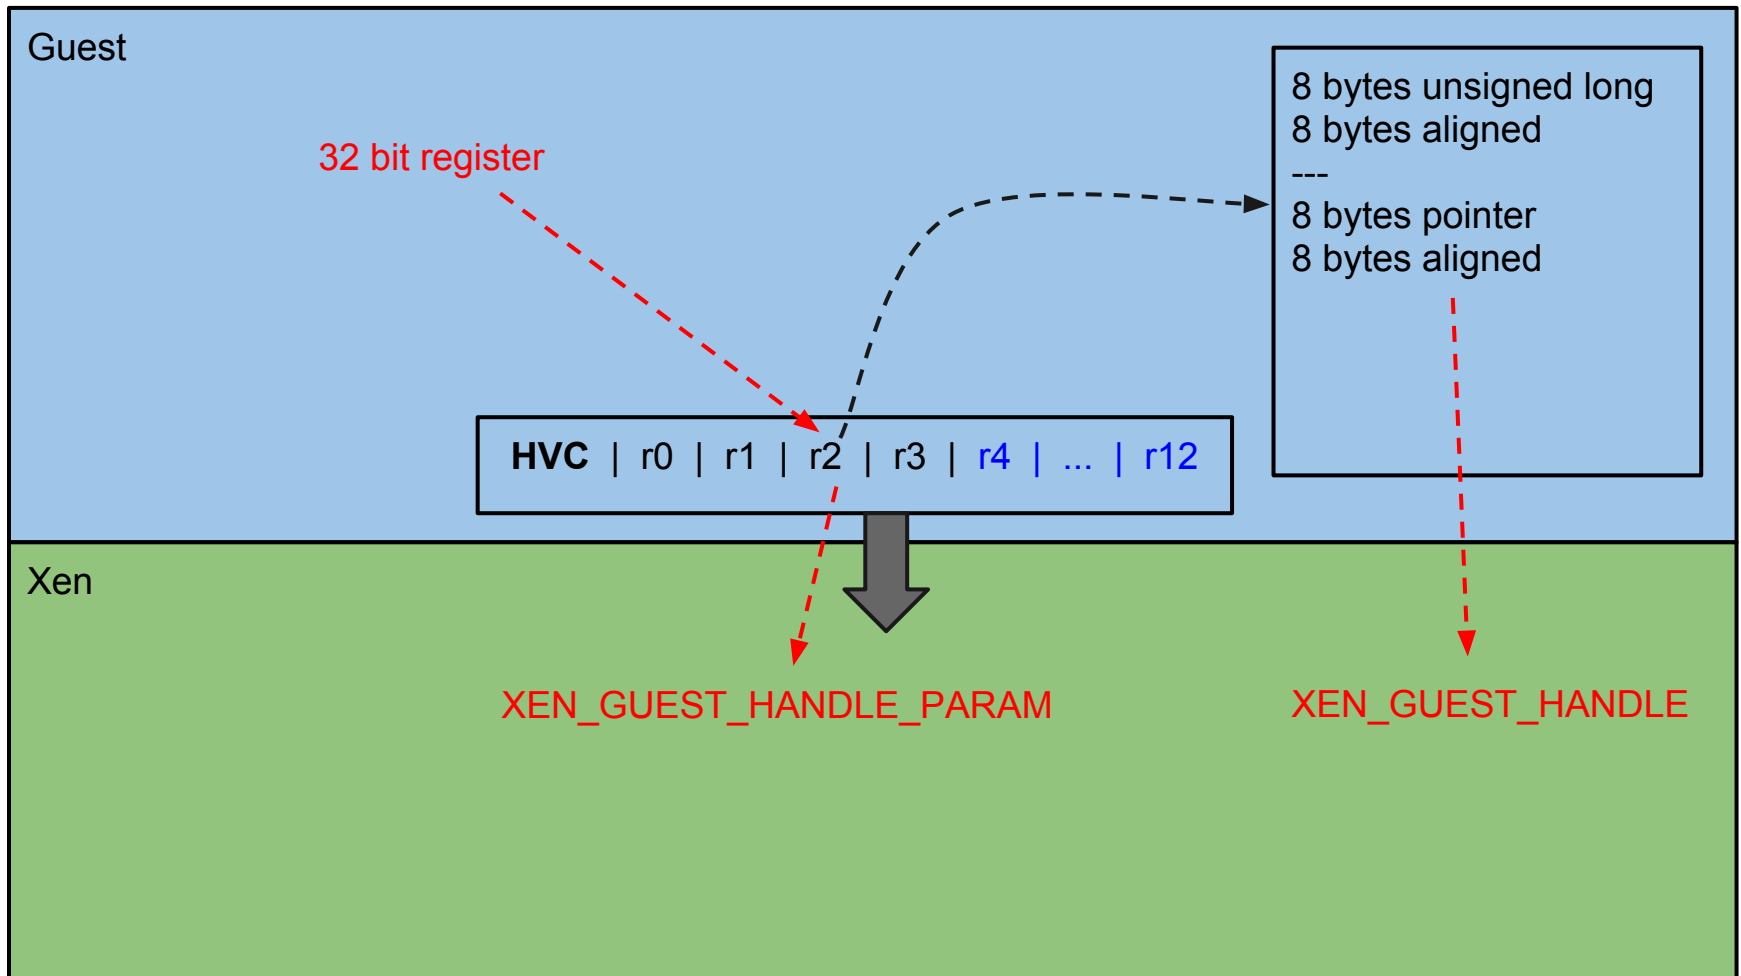 Guest
8 bytes unsigned long
8 bytes aligned
---
8 bytes pointer
8 bytes aligned
32 bit register
HVC | r0 | r1 | r2 | r3 | r4 | ... | r12
Xen
XEN_GUEST_HANDLE_PARAM
XEN_GUEST_HANDLE